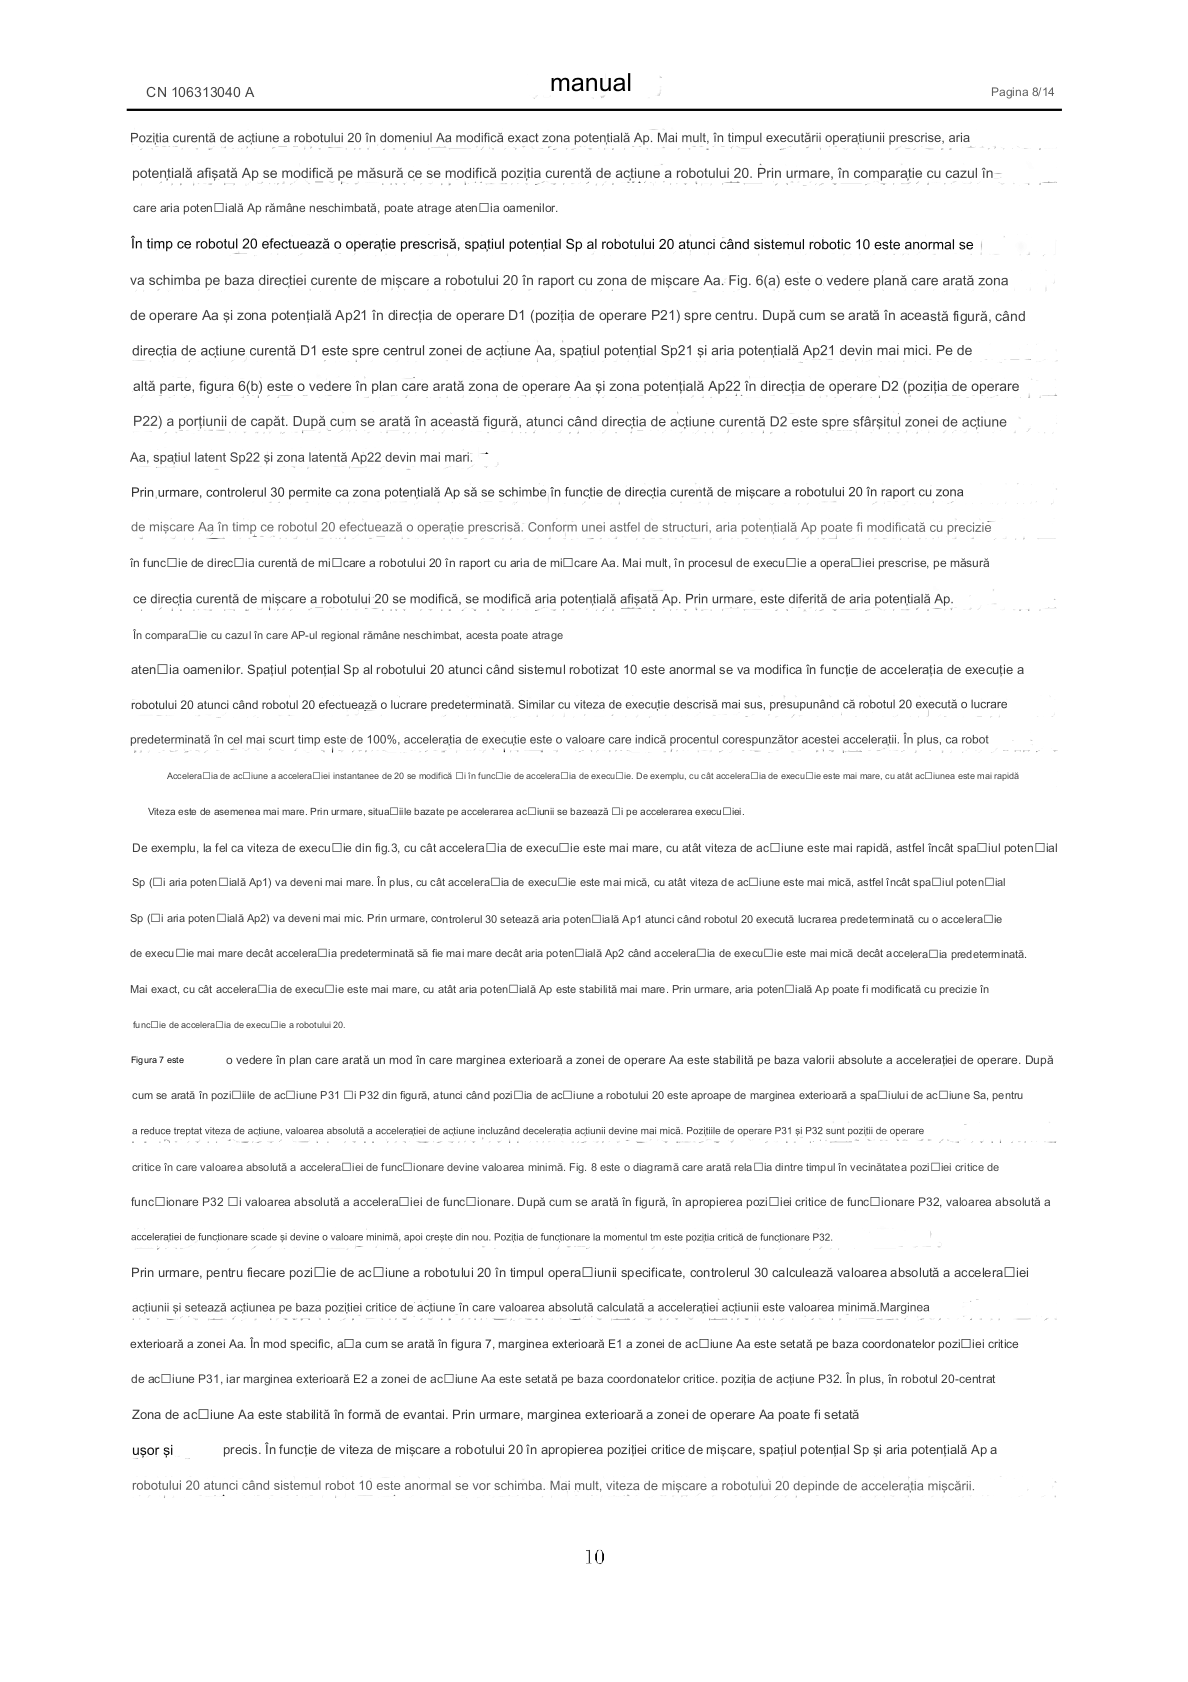 CN 106313040 A
manual
Pagina 8/14
Poziția curentă de acțiune a robotului 20 în domeniul Aa modifică exact zona potențială Ap. Mai mult, în timpul executării operațiunii prescrise, aria
potențială afișată Ap se modifică pe măsură ce se modifică poziția curentă de acțiune a robotului 20. Prin urmare, în comparație cu cazul în
care aria poten□ială Ap rămâne neschimbată, poate atrage aten□ia oamenilor.
În timp ce robotul 20 efectuează o operație prescrisă, spațiul potențial Sp al robotului 20 atunci când sistemul robotic 10 este anormal se
va schimba pe baza direcției curente de mișcare a robotului 20 în raport cu zona de mișcare Aa. Fig. 6(a) este o vedere plană care arată zona
de operare Aa și zona potențială Ap21 în direcția de operare D1 (poziția de operare P21) spre centru. După cum se arată în această figură, când
direcția de acțiune curentă D1 este spre centrul zonei de acțiune Aa, spațiul potențial Sp21 și aria potențială Ap21 devin mai mici. Pe de
altă parte, figura 6(b) este o vedere în plan care arată zona de operare Aa și zona potențială Ap22 în direcția de operare D2 (poziția de operare
P22) a porțiunii de capăt. După cum se arată în această figură, atunci când direcția de acțiune curentă D2 este spre sfârșitul zonei de acțiune
Aa, spațiul latent Sp22 și zona latentă Ap22 devin mai mari.
Prin urmare, controlerul 30 permite ca zona potențială Ap să se schimbe în funcție de direcția curentă de mișcare a robotului 20 în raport cu zona
de mișcare Aa în timp ce robotul 20 efectuează o operație prescrisă. Conform unei astfel de structuri, aria potențială Ap poate fi modificată cu precizie
în func□ie de direc□ia curentă de mi□care a robotului 20 în raport cu aria de mi□care Aa. Mai mult, în procesul de execu□ie a opera□iei prescrise, pe măsură
ce direcția curentă de mișcare a robotului 20 se modifică, se modifică aria potențială afișată Ap. Prin urmare, este diferită de aria potențială Ap.
În compara□ie cu cazul în care AP-ul regional rămâne neschimbat, acesta poate atrage
aten□ia oamenilor. Spațiul potențial Sp al robotului 20 atunci când sistemul robotizat 10 este anormal se va modifica în funcție de accelerația de execuție a
robotului 20 atunci când robotul 20 efectuează o lucrare predeterminată. Similar cu viteza de execuție descrisă mai sus, presupunând că robotul 20 execută o lucrare
predeterminată în cel mai scurt timp este de 100%, accelerația de execuție este o valoare care indică procentul corespunzător acestei accelerații. În plus, ca robot
Accelera□ia de ac□iune a accelera□iei instantanee de 20 se modifică □i în func□ie de accelera□ia de execu□ie. De exemplu, cu cât accelera□ia de execu□ie este mai mare, cu atât ac□iunea este mai rapidă
Viteza este de asemenea mai mare. Prin urmare, situa□iile bazate pe accelerarea ac□iunii se bazează □i pe accelerarea execu□iei.
De exemplu, la fel ca viteza de execu□ie din fig.3, cu cât accelera□ia de execu□ie este mai mare, cu atât viteza de ac□iune este mai rapidă, astfel încât spa□iul poten□ial
Sp (□i aria poten□ială Ap1) va deveni mai mare. În plus, cu cât accelera□ia de execu□ie este mai mică, cu atât viteza de ac□iune este mai mică, astfel încât spa□iul poten□ial
Sp (□i aria poten□ială Ap2) va deveni mai mic. Prin urmare, controlerul 30 setează aria poten□ială Ap1 atunci când robotul 20 execută lucrarea predeterminată cu o accelera□ie
de execu□ie mai mare decât accelera□ia predeterminată să fie mai mare decât aria poten□ială Ap2 când accelera□ia de execu□ie este mai mică decât accelera□ia predeterminată.
Mai exact, cu cât accelera□ia de execu□ie este mai mare, cu atât aria poten□ială Ap este stabilită mai mare. Prin urmare, aria poten□ială Ap poate fi modificată cu precizie în
func□ie de accelera□ia de execu□ie a robotului 20.
Figura 7 este o vedere în plan care arată un mod în care marginea exterioară a zonei de operare Aa este stabilită pe baza valorii absolute a accelerației de operare. După
cum se arată în pozi□iile de ac□iune P31 □i P32 din figură, atunci când pozi□ia de ac□iune a robotului 20 este aproape de marginea exterioară a spa□iului de ac□iune Sa, pentru
a reduce treptat viteza de acțiune, valoarea absolută a accelerației de acțiune incluzând decelerația acțiunii devine mai mică. Pozițiile de operare P31 și P32 sunt poziții de operare
critice în care valoarea absolută a accelera□iei de func□ionare devine valoarea minimă. Fig. 8 este o diagramă care arată rela□ia dintre timpul în vecinătatea pozi□iei critice de
func□ionare P32 □i valoarea absolută a accelera□iei de func□ionare. După cum se arată în figură, în apropierea pozi□iei critice de func□ionare P32, valoarea absolută a
accelerației de funcționare scade și devine o valoare minimă, apoi crește din nou. Poziția de funcționare la momentul tm este poziția critică de funcționare P32.
Prin urmare, pentru fiecare pozi□ie de ac□iune a robotului 20 în timpul opera□iunii specificate, controlerul 30 calculează valoarea absolută a accelera□iei
acțiunii și setează acțiunea pe baza poziției critice de acțiune în care valoarea absolută calculată a accelerației acțiunii este valoarea minimă.Marginea
exterioară a zonei Aa. În mod specific, a□a cum se arată în figura 7, marginea exterioară E1 a zonei de ac□iune Aa este setată pe baza coordonatelor pozi□iei critice
de ac□iune P31, iar marginea exterioară E2 a zonei de ac□iune Aa este setată pe baza coordonatelor critice. poziția de acțiune P32. În plus, în robotul 20-centrat
Zona de ac□iune Aa este stabilită în formă de evantai. Prin urmare, marginea exterioară a zonei de operare Aa poate fi setată
ușor și precis. În funcție de viteza de mișcare a robotului 20 în apropierea poziției critice de mișcare, spațiul potențial Sp și aria potențială Ap a
robotului 20 atunci când sistemul robot 10 este anormal se vor schimba. Mai mult, viteza de mișcare a robotului 20 depinde de accelerația mișcării.
10